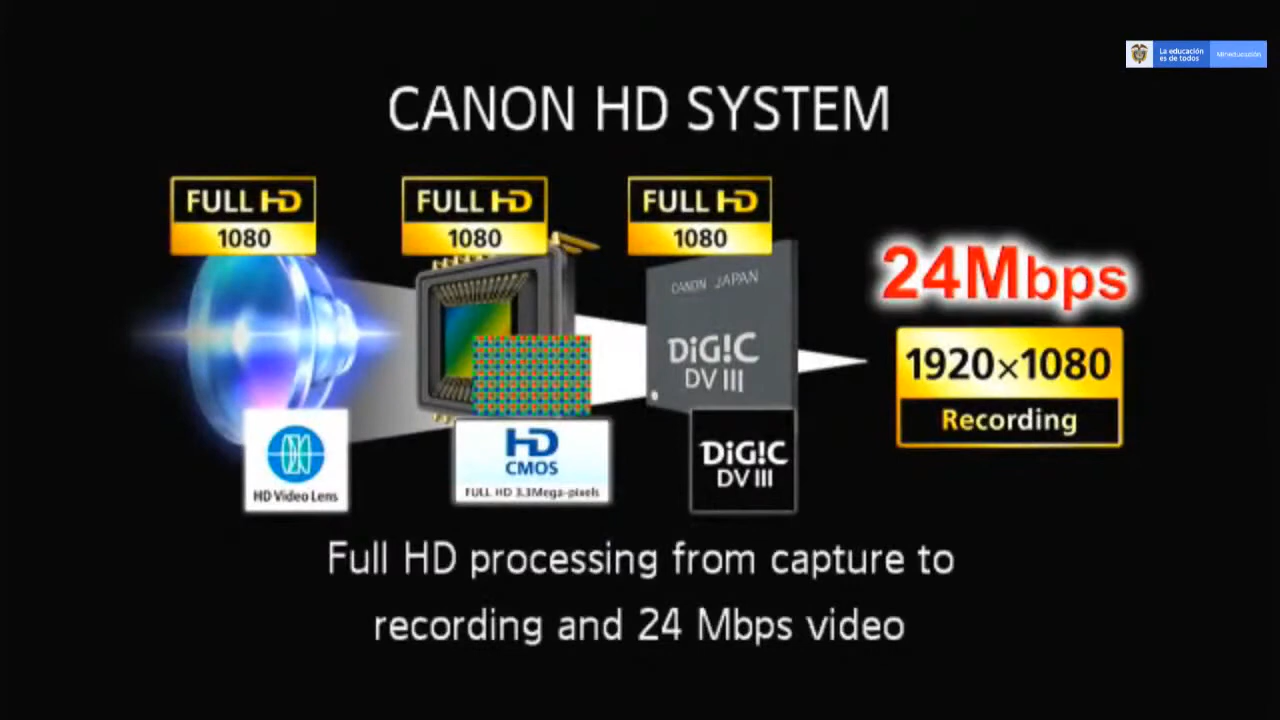 La educación
es de todos
Mineducación
CANON HD SYSTEM
FULL HD
1080
FULL HD
1080
FULL HD
1080
CANON JAPAN
DiG!C
DV III
24Mbps
1920×1080
Recording
HD Video Lens
HD
CMOS
FULL HD 3.3Mega-pixels
DiG!C
DV III
Full HD processing from capture to
recording and 24 Mbps video